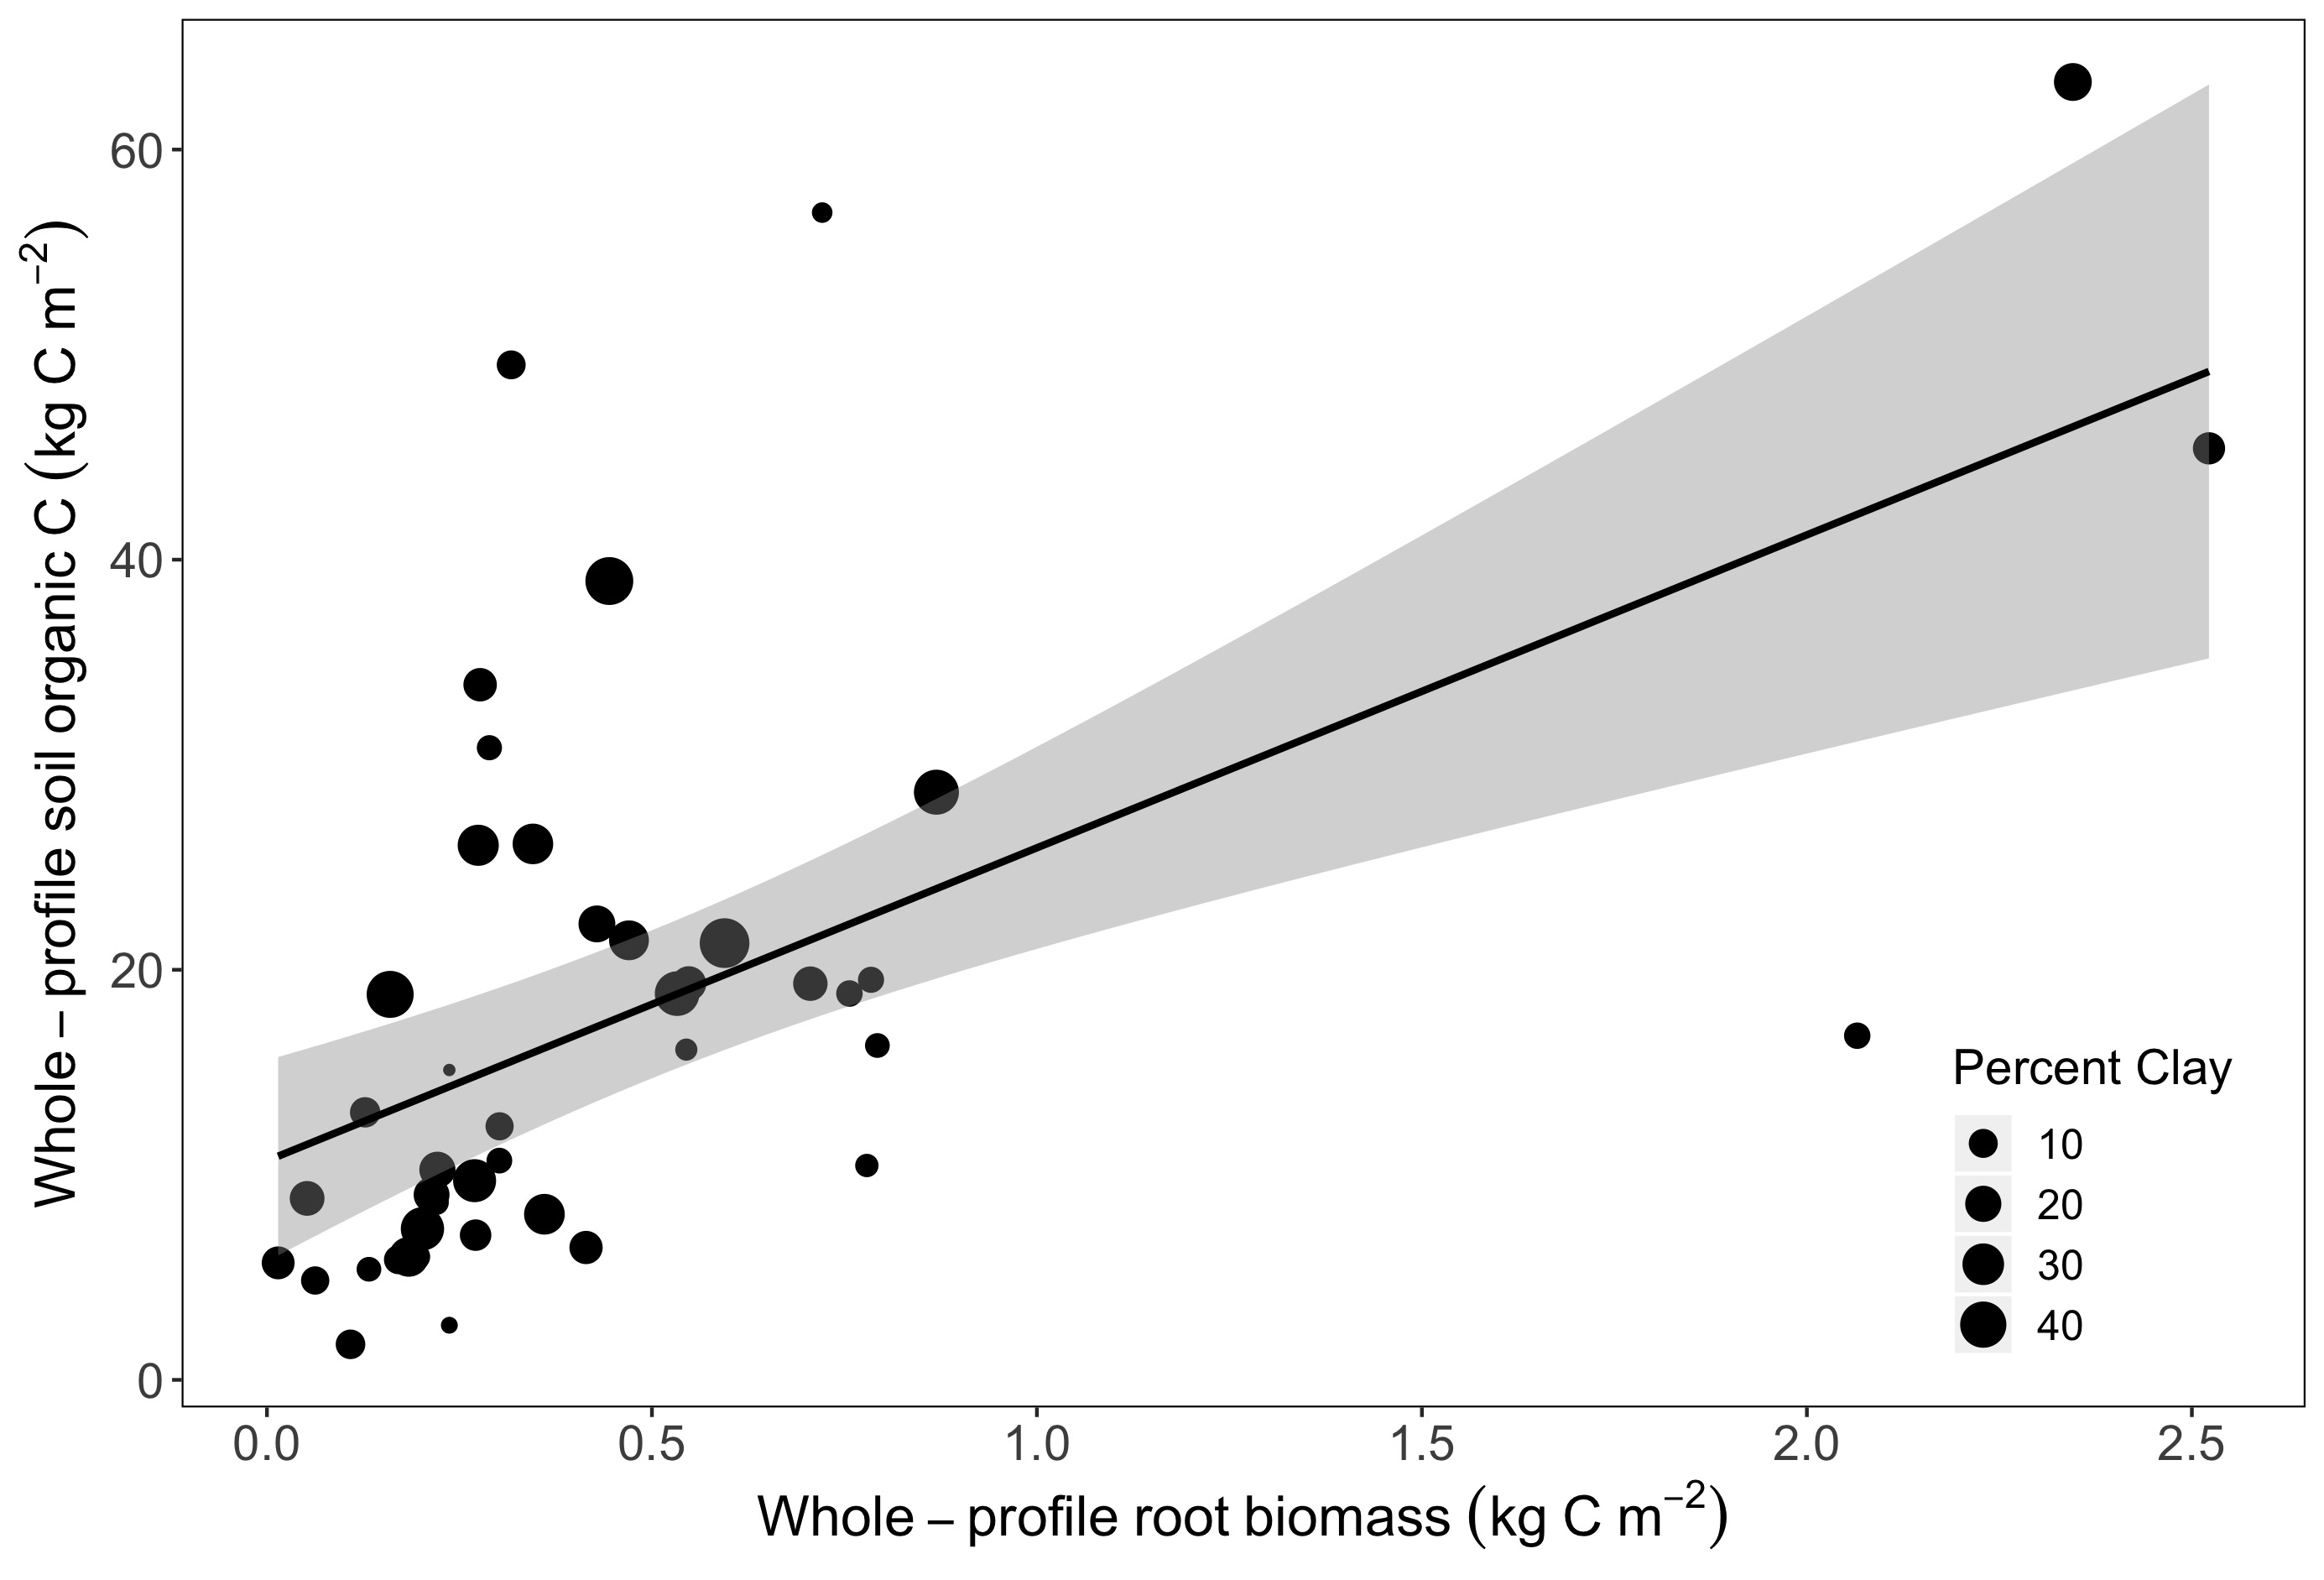 Whole – profile soil organic C (kg C m⁻²)
60
40
20
0
Percent Clay
10
20
30
40
0.0 0.5 1.0 1.5 2.0 2.5
Whole – profile root biomass (kg C m⁻²)